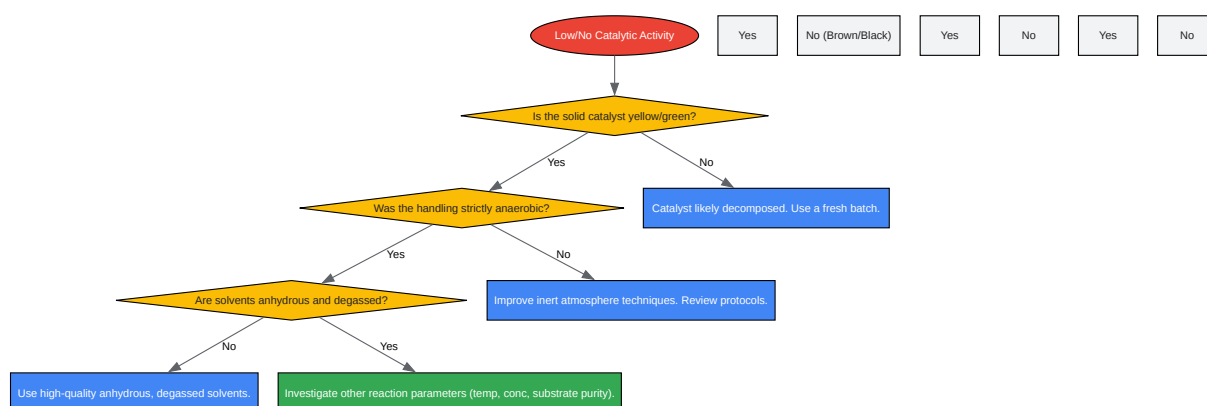 Low/No Catalytic Activity
Yes
No (Brown/Black)
Yes
No
Yes
No
Is the solid catalyst yellow/green?
Yes
No
Was the handling strictly anaerobic?
Catalyst likely decomposed. Use a fresh batch.
Yes
No
Are solvents anhydrous and degassed?
Improve inert atmosphere techniques. Review protocols.
No
Yes
Use high-quality anhydrous, degassed solvents.
Investigate other reaction parameters (temp, conc, substrate purity).